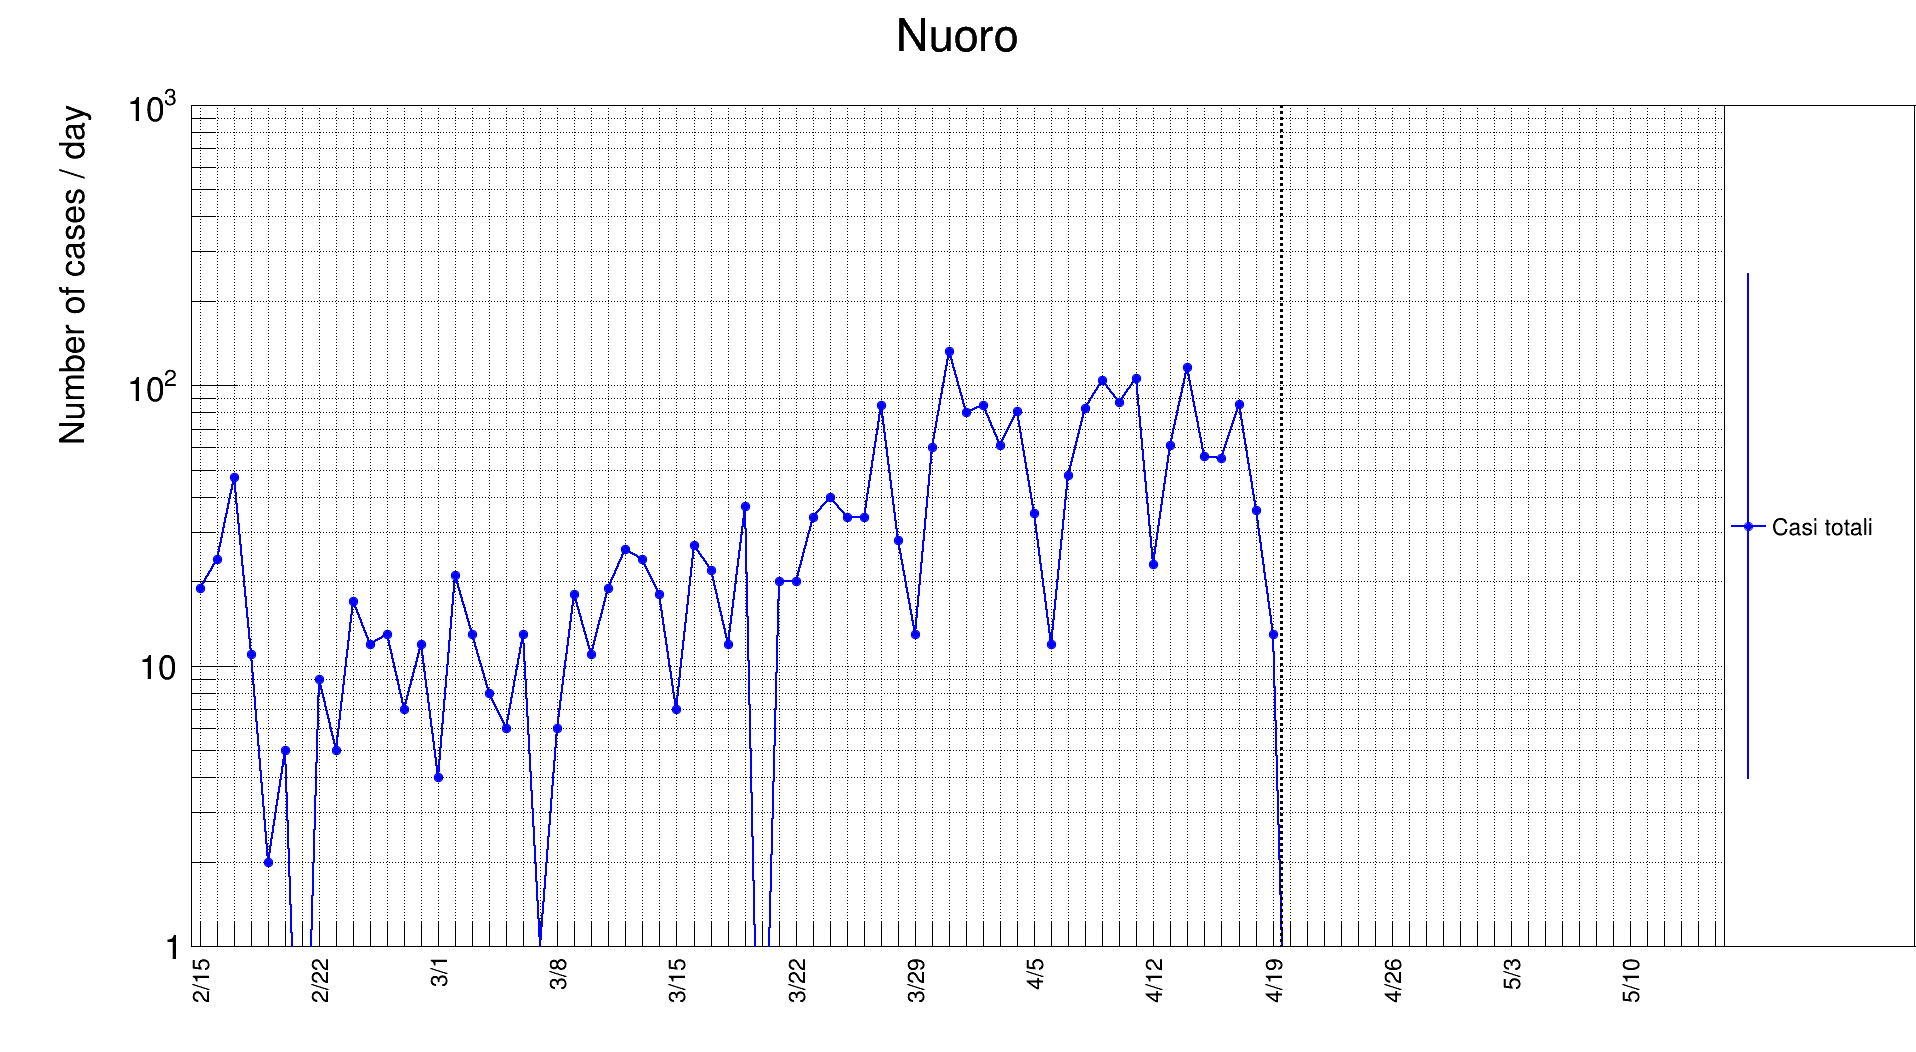 Nuoro
Number of cases / day
10³
10²
10
1
2/15 2/22 3/1 3/8 3/15 3/22 3/29 4/5 4/12 4/19 4/26 5/3 5/10
Casi totali